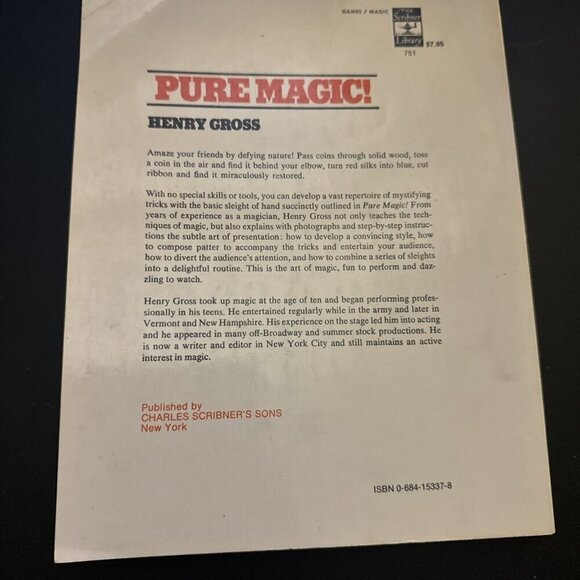 GAMES / MAGIC
THE
Scribner
Library
$7.95
751
PURE MAGIC!
HENRY GROSS
Amaze your friends by defying nature! Pass coins through solid wood, toss
a coin in the air and find it behind your elbow, turn red silks into blue, cut
ribbon and find it miraculously restored.
With no special skills or tools, you can develop a vast repertoire of mystifying
tricks with the basic sleight of hand succinctly outlined in Pure Magic! From
years of experience as a magician, Henry Gross not only teaches the tech-
niques of magic, but also explains with photographs and step-by-step instruc-
tions the subtle art of presentation: how to develop a convincing style, how
to compose patter to accompany the tricks and entertain your audience,
how to divert the audience's attention, and how to combine a series of sleights
into a delightful routine. This is the art of magic, fun to perform and daz-
zling to watch.
Henry Gross took up magic at the age of ten and began performing profes-
sionally in his teens. He entertained regularly while in the army and later in
Vermont and New Hampshire. His experience on the stage led him into acting
and he appeared in many off-Broadway and summer stock productions. He
is now a writer and editor in New York City and still maintains an active
interest in magic.
Published by
CHARLES SCRIBNER'S SONS
New York
ISBN 0-684-15337-8